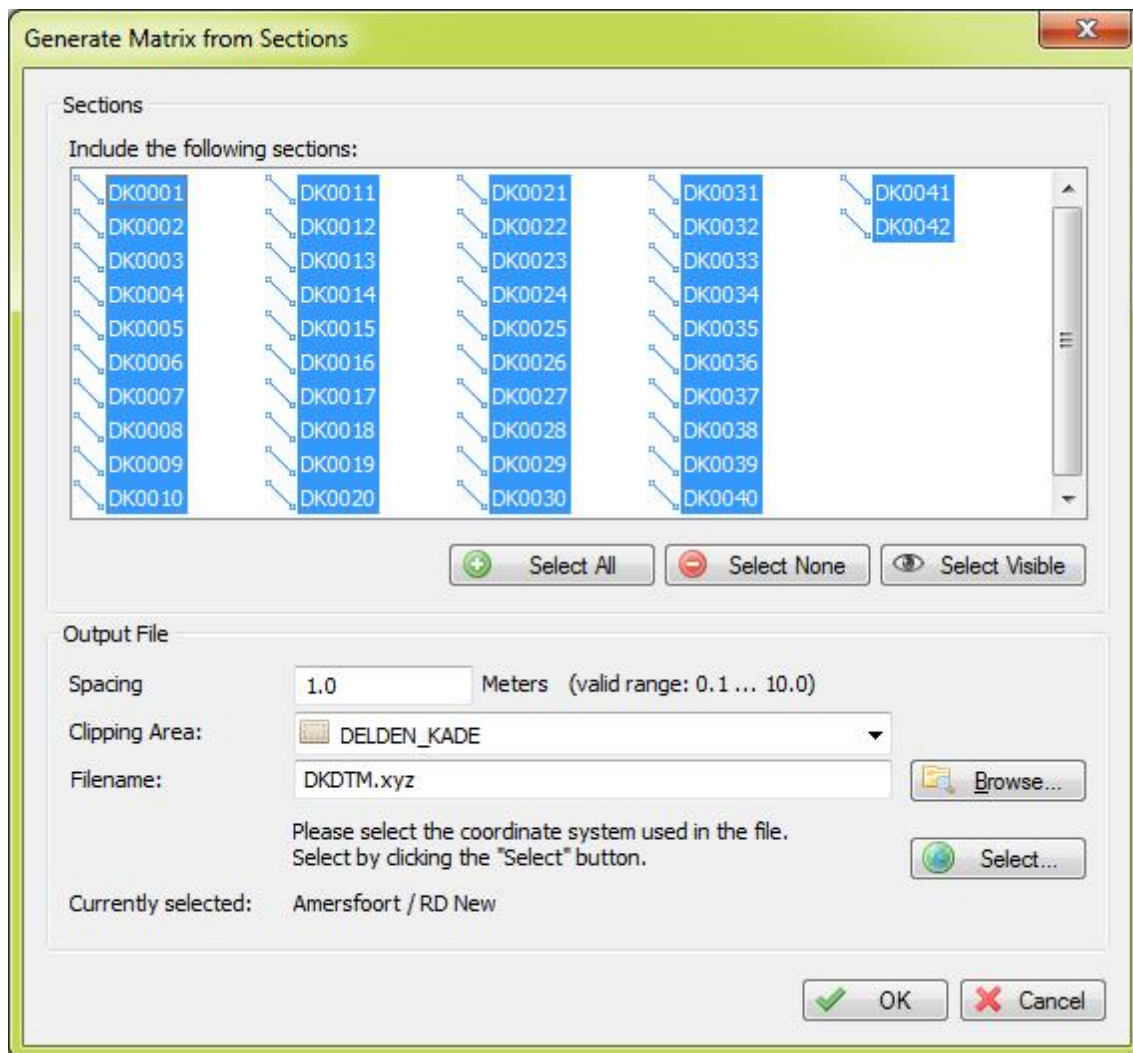 Generate Matrix from Sections
Sections
Include the following sections:
DK0001 DK0011 DK0021 DK0031 DK0041
DK0002 DK0012 DK0022 DK0032 DK0042
DK0003 DK0013 DK0023 DK0033
DK0004 DK0014 DK0024 DK0034
DK0005 DK0015 DK0025 DK0035
DK0006 DK0016 DK0026 DK0036
DK0007 DK0017 DK0027 DK0037
DK0008 DK0018 DK0028 DK0038
DK0009 DK0019 DK0029 DK0039
DK0010 DK0020 DK0030 DK0040
Select All Select None Select Visible
Output File
Spacing 1.0 Meters (valid range: 0.1 ... 10.0)
Clipping Area: DELDEN_KADE
Filename: DKDTM.xyz Browse...
Please select the coordinate system used in the file.
Select by clicking the "Select" button. Select...
Currently selected: Amersfoort / RD New
OK Cancel